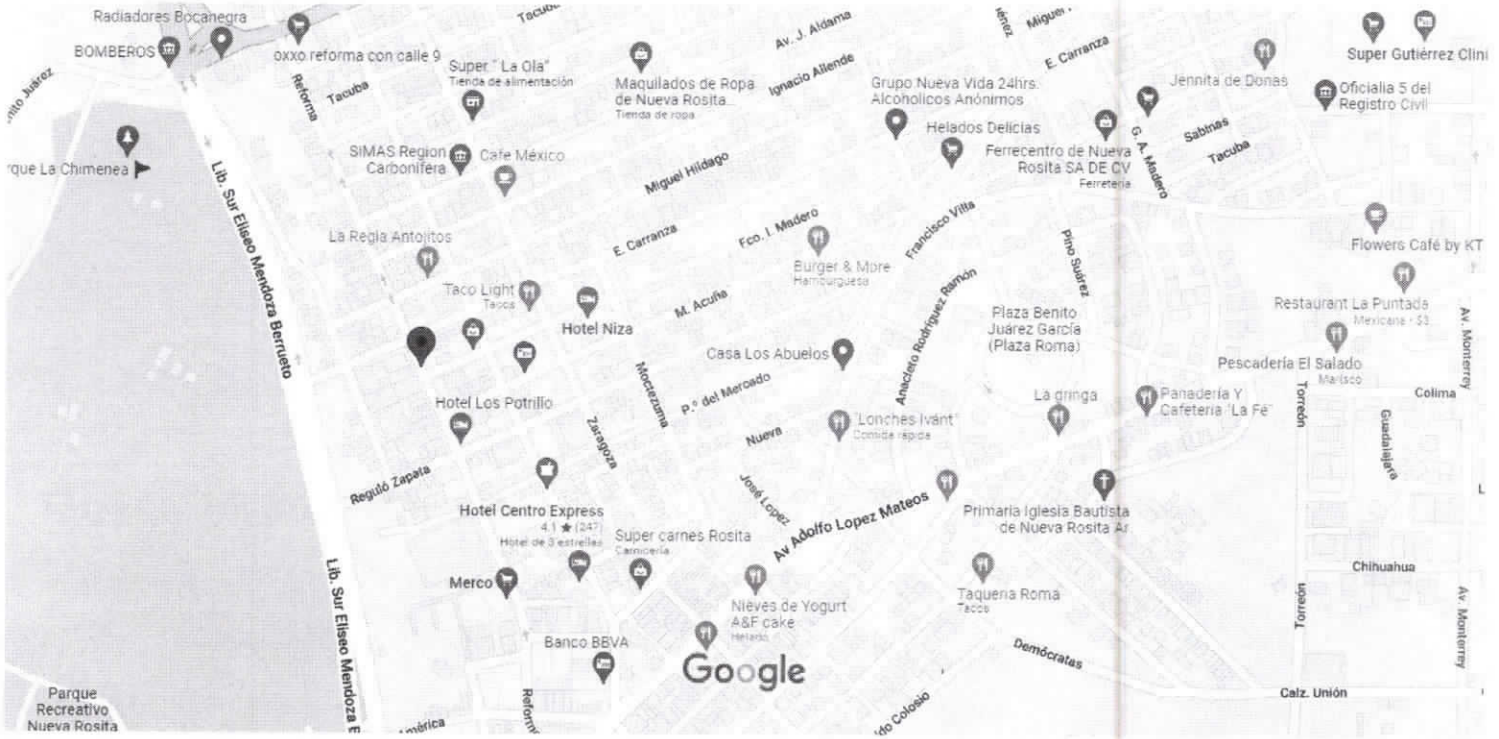 Radiadores Bocanegra
BOMBEROS
oxxo reforma con calle 9
Juárez
rque La Chimenea
Reforma
Tacuba
Super " La Ola"
Tienda de alimentación
SIMAS Region
Carbonífera
Cafe México
Maquilados de Ropa
de Nueva Rosita...
Tienda de ropa
Av. J. Aldama
Ignacio Allende
Miguel Hildago
E. Carranza
Grupo Nueva Vida 24hrs.
Alcoholicos Anónimos
Helados Delicias
Ferrecentro de Nueva
Rosita SA DE CV
Ferretería
E. Carranza
G. A. Madero
Jennita de Donas
Sabinas
Tacuba
Super Gutiérrez
Clini
Oficialia 5 del
Registro Civil
Lib. Sur Eliseo Mendoza Berrueto
La Regia Antojitos
Taco Light
Tacos
Hotel Niza
Fco. I. Madero
M. Acuña
Burger & More
Hamburguesa
Francisco Villa
Anacleto Rodríguez Ramón
Pino Suárez
Plaza Benito
Juárez García
(Plaza Roma)
Flowers Café by KT
Restaurant La Puntada
Mexicana · $$
Pescadería El Salado
Marisco
Av. Monterrey
Casa Los Abuelos
Moctezuma
P.º del Mercado
Hotel Los Potrillo
Zaragoza
Nueva
"Lonches Ivánt"
Comida rápida
La gringa
Panadería Y
Cafetería "La Fe"
Torreón
Colima
Guadalajara
Reguló Zapata
Hotel Centro Express
4.1 ★ (247)
Hotel de 3 estrellas
José Lopez
Av Adolfo Lopez Mateos
Primaria Iglesia Bautista
de Nueva Rosita Ar
Super carnes Rosita
Carnicería
Merco
Nieves de Yogurt
A&F cake
Helado
Taqueria Roma
Tacos
Chihuahua
Torreón
Av. Monterrey
Lib. Sur Eliseo Mendoza B
Banco BBVA
Google
Demócratas
Calz. Unión
Parque
Recreativo
Nueva Rosita
mérica
Reforma
do Colosio